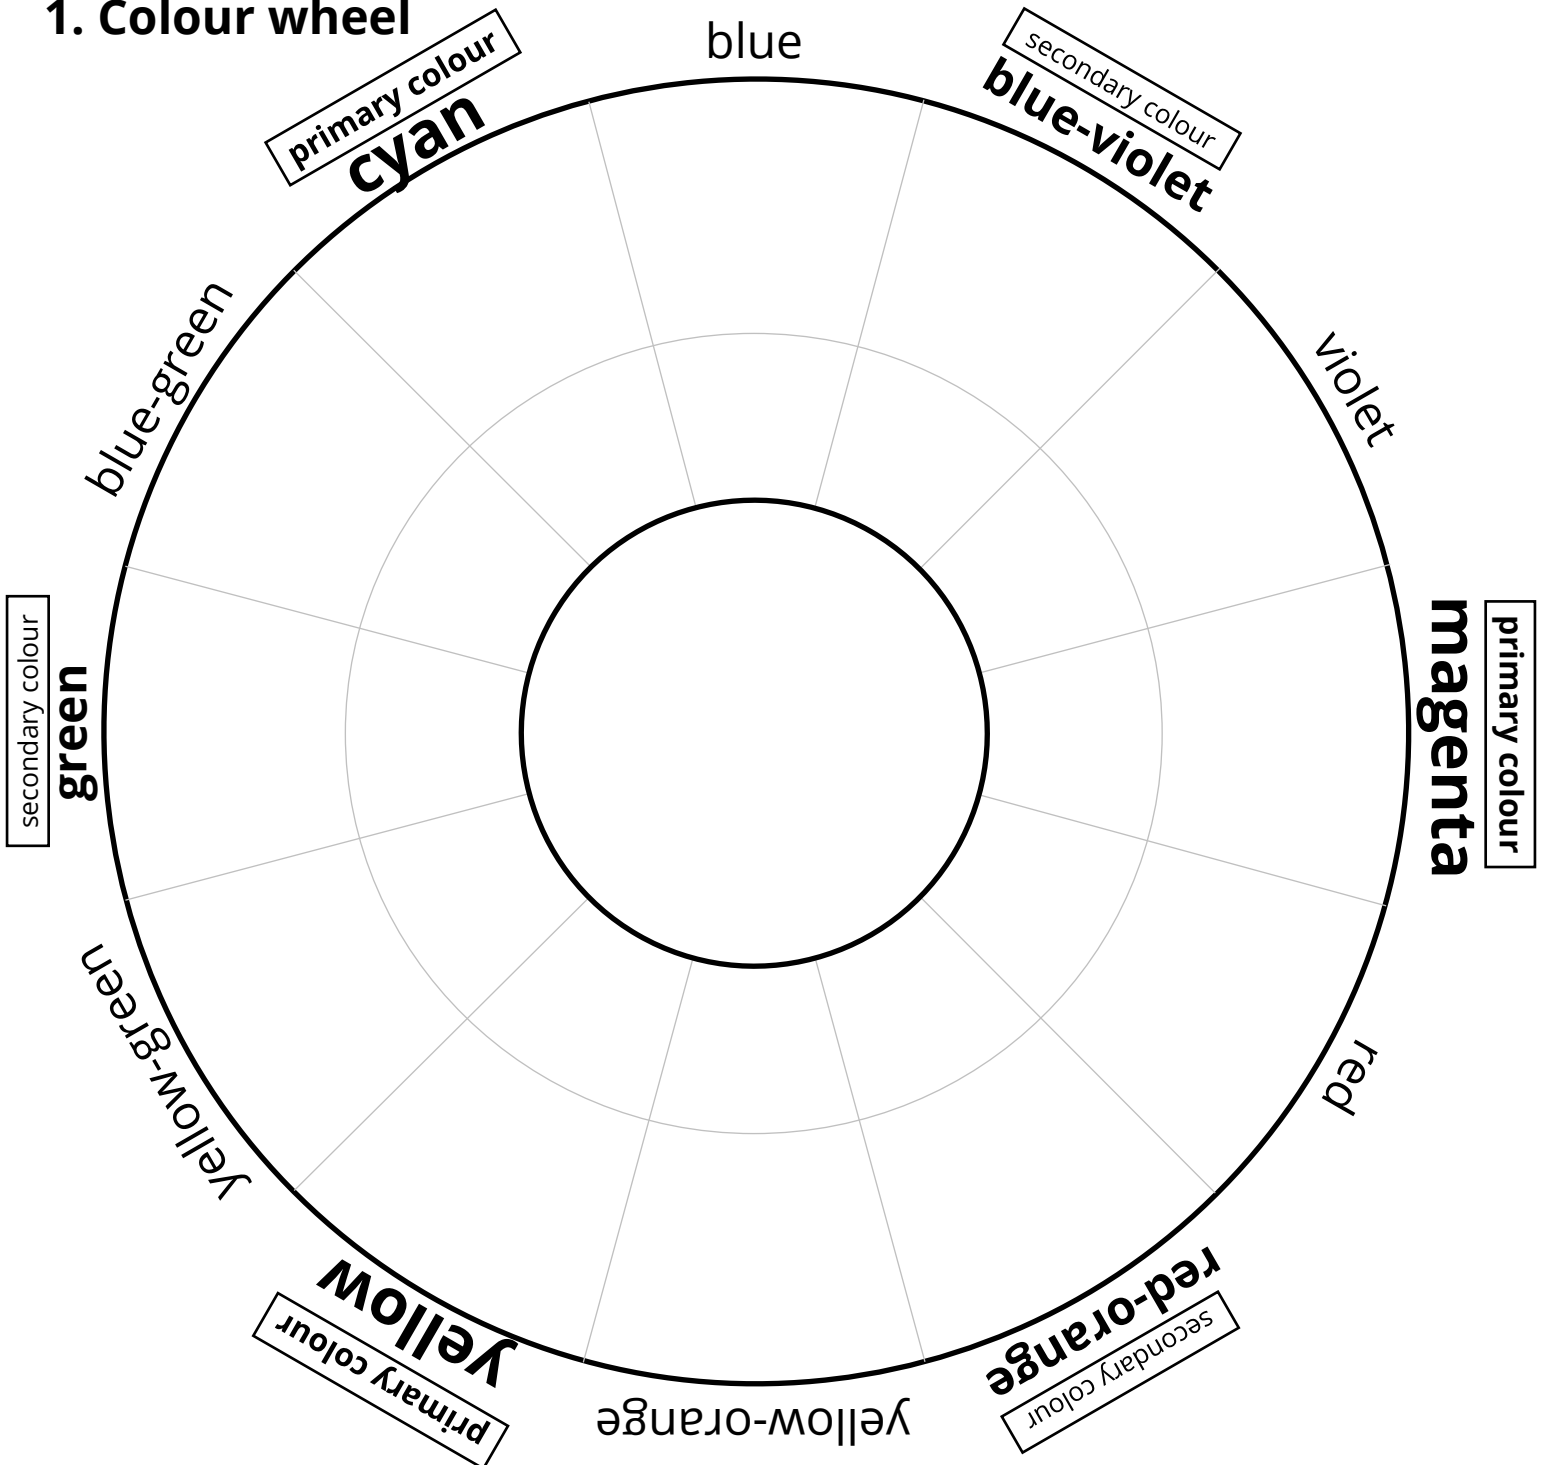 1. Colour wheel
blue
secondary colour
blue-violet
violet
primary colour
magenta
red
red-orange
secondary colour
yellow-orange
yellow
primary colour
yellow-green
secondary colour
green
blue-green
primary colour
cyan